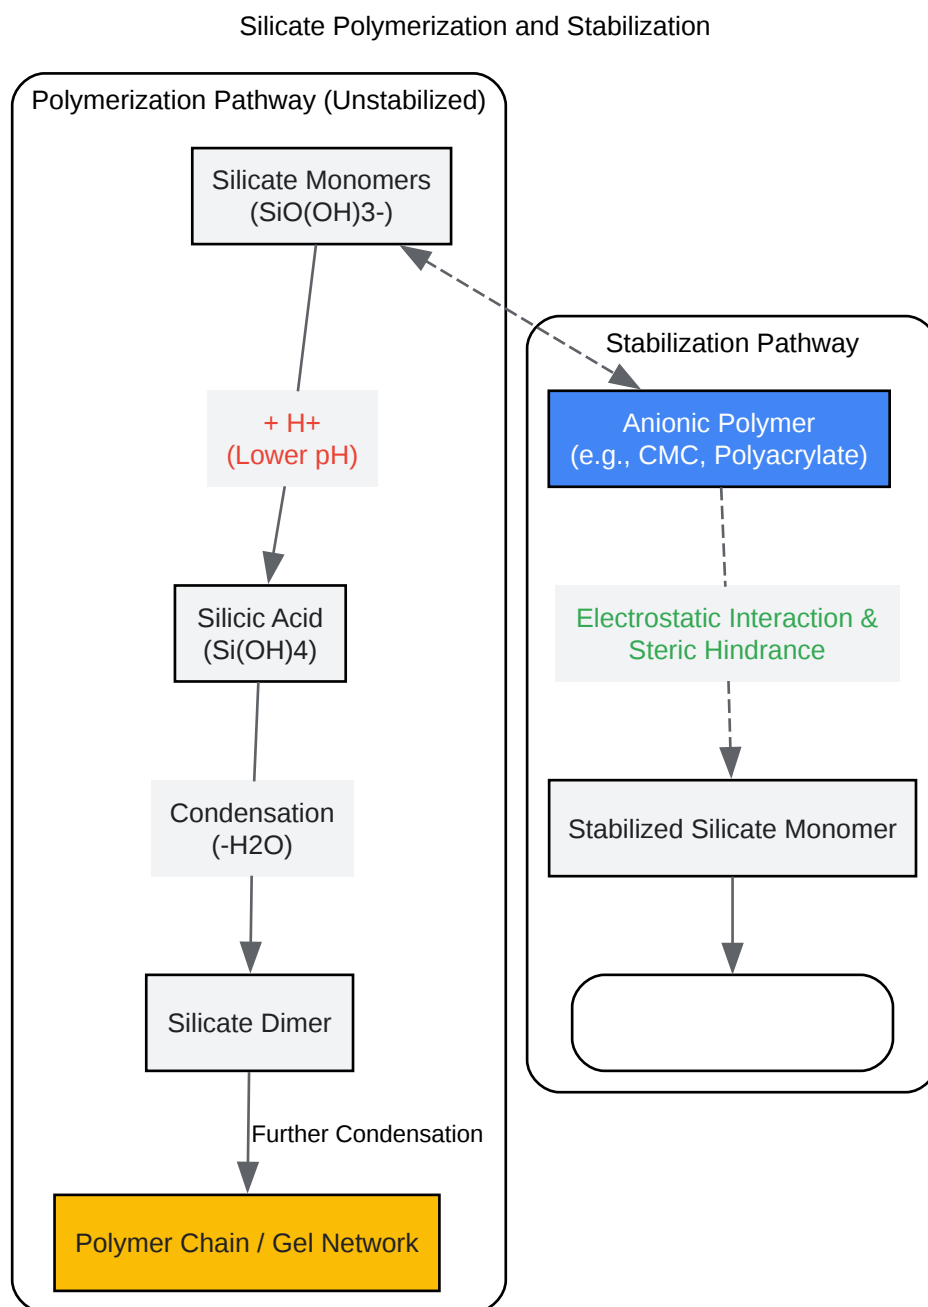 Silicate Polymerization and Stabilization
Polymerization Pathway (Unstabilized)
Silicate Monomers
(SiO(OH)3-)
+ H+
(Lower pH)
Silicic Acid
(Si(OH)4)
Condensation
(-H2O)
Silicate Dimer
Further Condensation
Polymer Chain / Gel Network
Stabilization Pathway
Anionic Polymer
(e.g., CMC, Polyacrylate)
Electrostatic Interaction &
Steric Hindrance
Stabilized Silicate Monomer